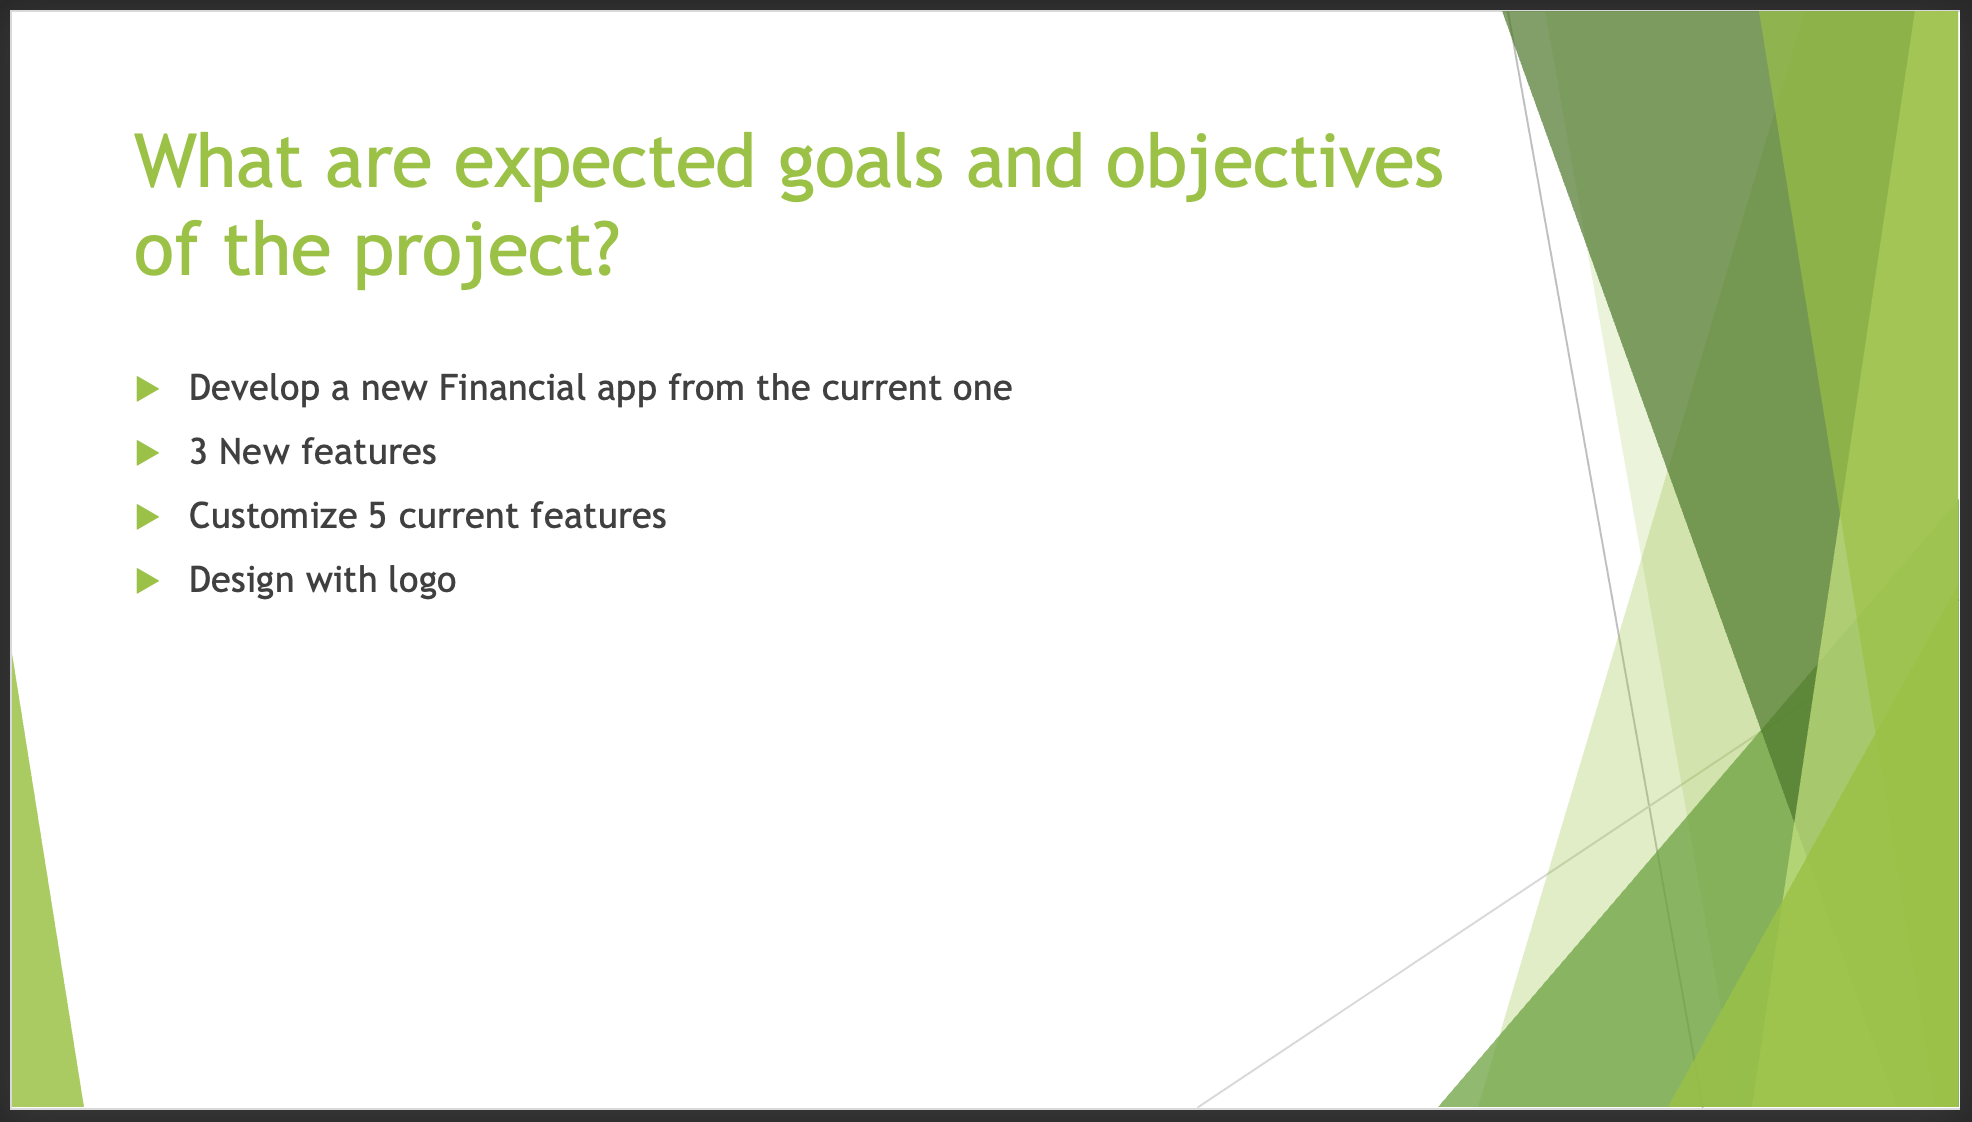 What are expected goals and objectives
of the project?
Develop a new Financial app from the current one
3 New features
Customize 5 current features
Design with logo